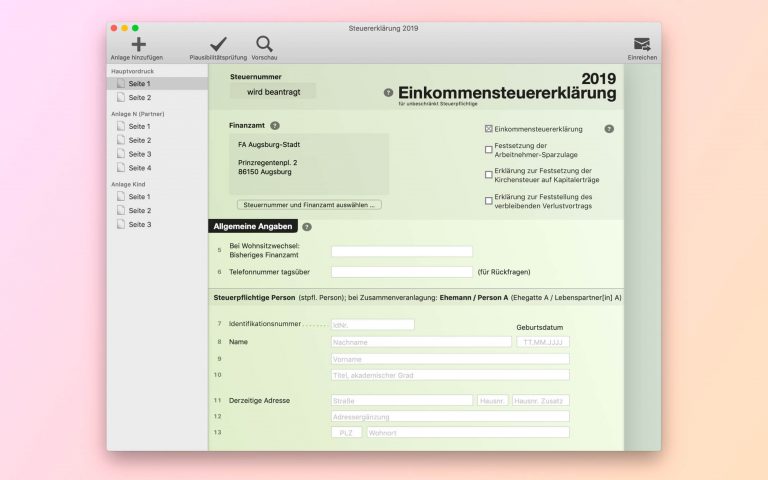 Steuererklärung 2019
Anlage hinzufügen
Plausibilitätsprüfung
Vorschau
Einreichen
Hauptvordruck
Seite 1
Seite 2
Anlage N (Partner)
Seite 1
Seite 2
Seite 3
Seite 4
Anlage Kind
Seite 1
Seite 2
Seite 3
Steuernummer
wird beantragt
2019
? Einkommensteuererklärung
für unbeschränkt Steuerpflichtige
Finanzamt ?
FA Augsburg-Stadt
Prinzregentenpl. 2
86150 Augsburg
Steuernummer und Finanzamt auswählen ...
Einkommensteuererklärung ?
Festsetzung der
Arbeitnehmer-Sparzulage
Erklärung zur Festsetzung der
Kirchensteuer auf Kapitalerträge
Erklärung zur Feststellung des
verbleibenden Verlustvortrags
Allgemeine Angaben ?
5 Bei Wohnsitzwechsel:
Bisheriges Finanzamt
6 Telefonnummer tagsüber (für Rückfragen)
Steuerpflichtige Person (stpfl. Person); bei Zusammenveranlagung: Ehemann / Person A (Ehegatte A / Lebenspartner[in] A)
7 Identifikationsnummer ....... IdNr.
Geburtsdatum
8 Name Nachname TT.MM.JJJJ
9 Vorname
10 Titel, akademischer Grad
11 Derzeitige Adresse Straße Hausnr. Hausnr. Zusatz
12 Adressergänzung
13 PLZ Wohnort